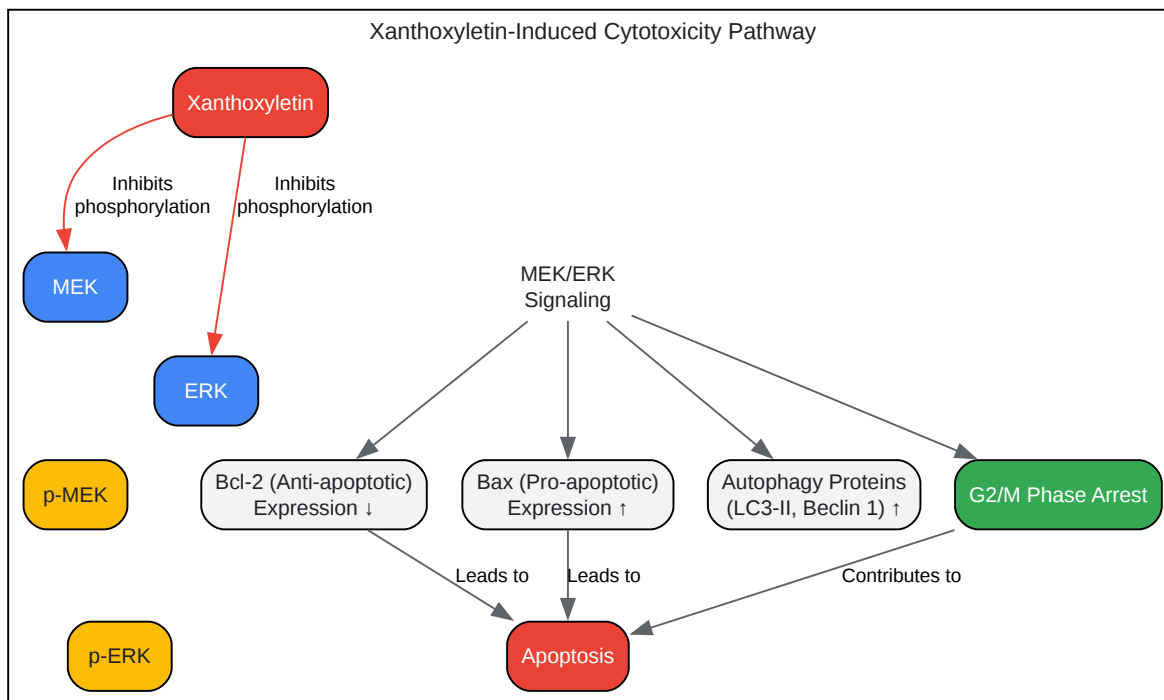 Xanthoxyletin-Induced Cytotoxicity Pathway
Xanthoxyletin
Inhibits
phosphorylation
Inhibits
phosphorylation
MEK
MEK/ERK
Signaling
ERK
p-MEK
Bcl-2 (Anti-apoptotic)
Expression ↓
Bax (Pro-apoptotic)
Expression ↑
Autophagy Proteins
(LC3-II, Beclin 1) ↑
G2/M Phase Arrest
Leads to
Leads to
Contributes to
p-ERK
Apoptosis